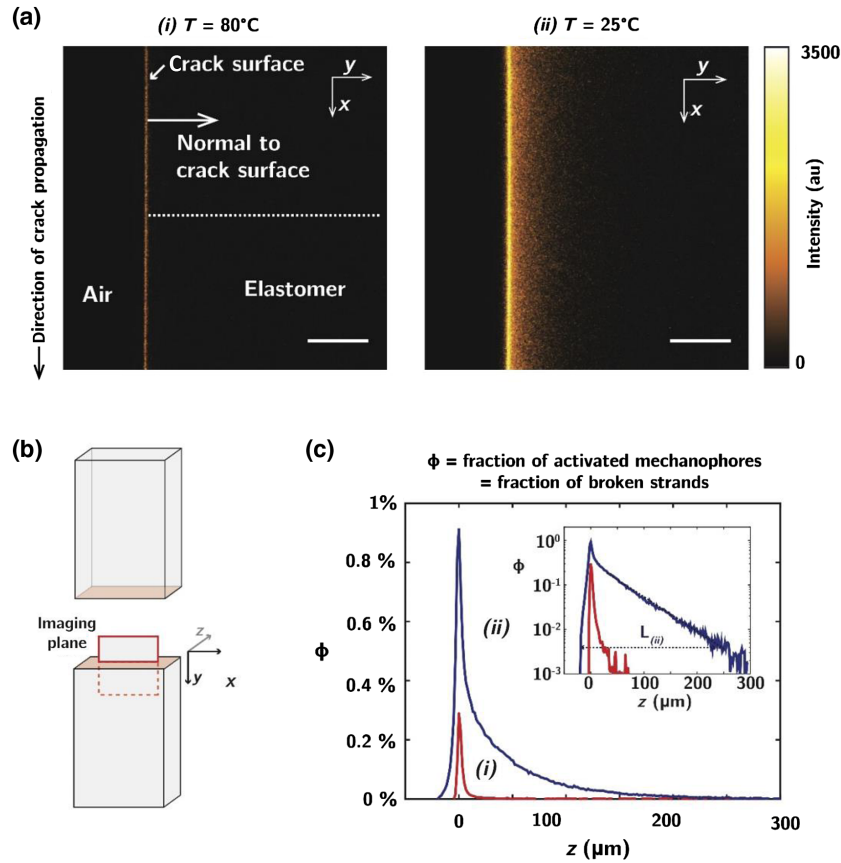 (a)
(i) T = 80°C
(ii) T = 25°C
Direction of crack propagation
Crack surface
y
x
Normal to
crack surface
Air
Elastomer
y
x
3500
Intensity (au)
0
(b)
Imaging
plane
z
x
y
(c)
ϕ = fraction of activated mechanophores
= fraction of broken strands
1%
0.8 %
0.6 %
0.4 %
0.2 %
0 %
ϕ
(ii)
(i)
0
100
200
300
z (µm)
ϕ
10⁰
10⁻¹
10⁻²
10⁻³
L(ii)
0
100
200
300
z (µm)